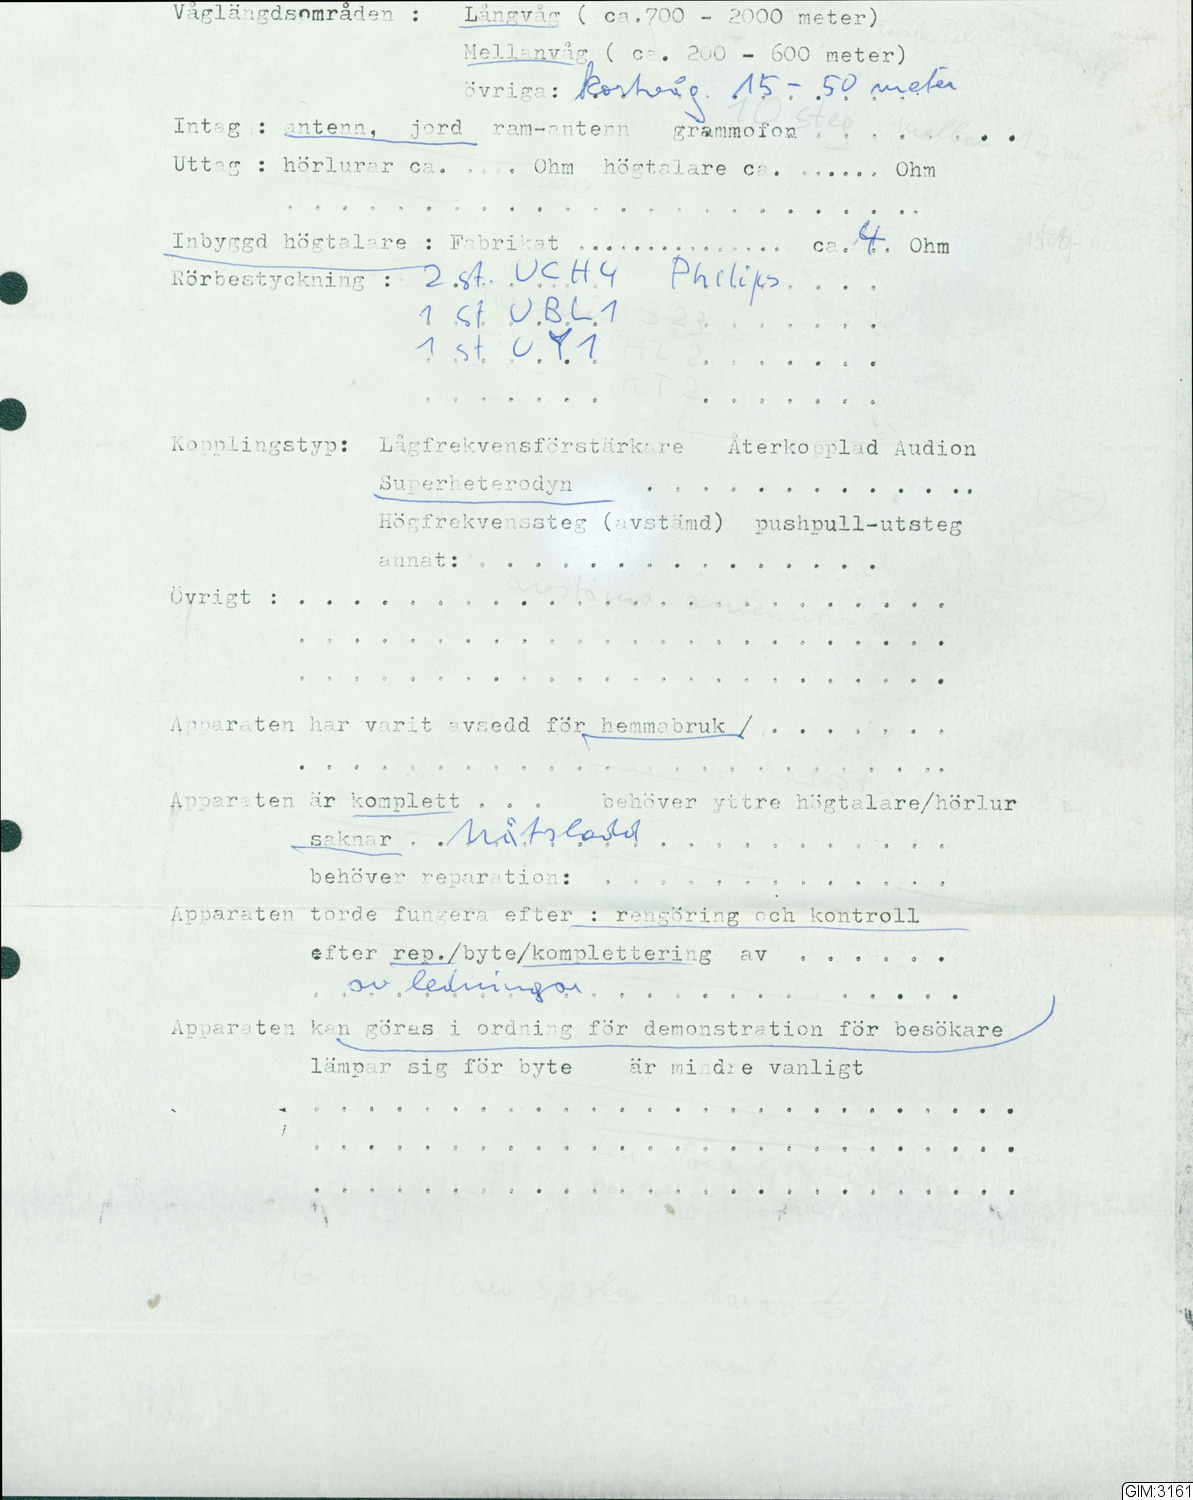 Våglängdsområden : Långvåg ( ca.700 - 2000 meter)
Mellanvåg ( ca. 200 - 600 meter)
övriga: kortvåg 15 - 50 meter
Intag : antenn, jord ram-antenn grammofon . . . . . . . .
Uttag : hörlurar ca. .... Ohm högtalare ca. ...... Ohm
. . . . . . . . . . . . . . . . . . . . . . . .
Inbyggd högtalare : Fabrikat ............... ca. 4. Ohm
Rörbestyckning : 2 st. UCH4 Philips . . . .
1 st UBL1 . . . . . . .
1 st UY1 . . . . . . .
. . . . . . . . . . . . . .
Kopplingstyp: Lågfrekvensförstärkare Återkopplad Audion
Superheterodyn . . . . . . . . . . . . .
Högfrekvenssteg (avstämd) pushpull-utsteg
annat: . . . . . . . . . . . . . . .
Övrigt : . . . . . . . . . . . . . . . . . . . . . . . .
. . . . . . . . . . . . . . . . . . . . . . . .
. . . . . . . . . . . . . . . . . . . . . . . .
Apparaten har varit avsedd för hemmabruk / . . . . . . .
. . . . . . . . . . . . . . . . . . . . . . . .
Apparaten är komplett . . . behöver yttre högtalare/hörlur
saknar . . Nätsladd . . . . . . . . . . .
behöver reparation: . . . . . . . . . . . . .
Apparaten torde fungera efter : rengöring och kontroll
efter rep./byte/komplettering av . . . . . .
av ledningar . . . . . . . . . . . . .
Apparaten kan göras i ordning för demonstration för besökare
lämpar sig för byte är mindre vanligt
. . . . . . . . . . . . . . . . . . . . . . . . . .
. . . . . . . . . . . . . . . . . . . . . . . . . .
. . . . . . . . . . . . . . . . . . . . . . . . . .
GIM:3161